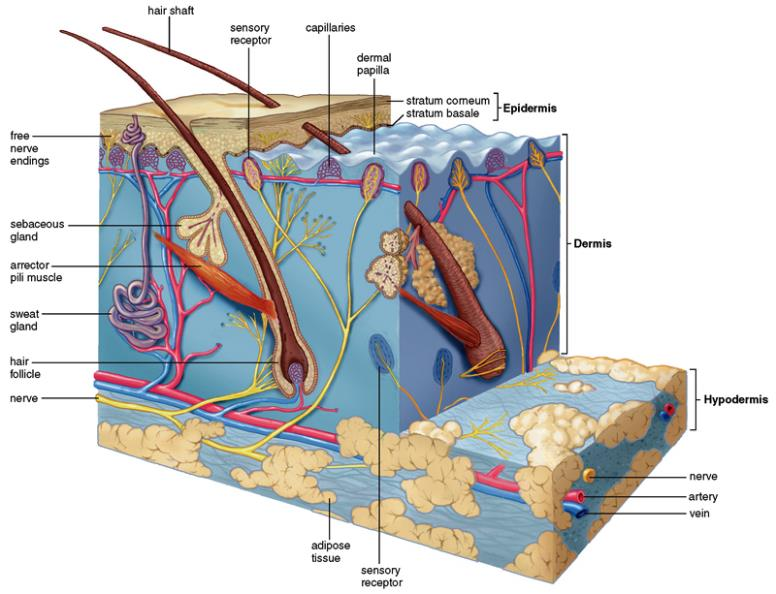 hair shaft
sensory
receptor
capillaries
dermal
papilla
stratum corneum
stratum basale
Epidermis
free
nerve
endings
sebaceous
gland
arrector
pili muscle
sweat
gland
hair
follicle
nerve
Dermis
Hypodermis
nerve
artery
vein
adipose
tissue
sensory
receptor